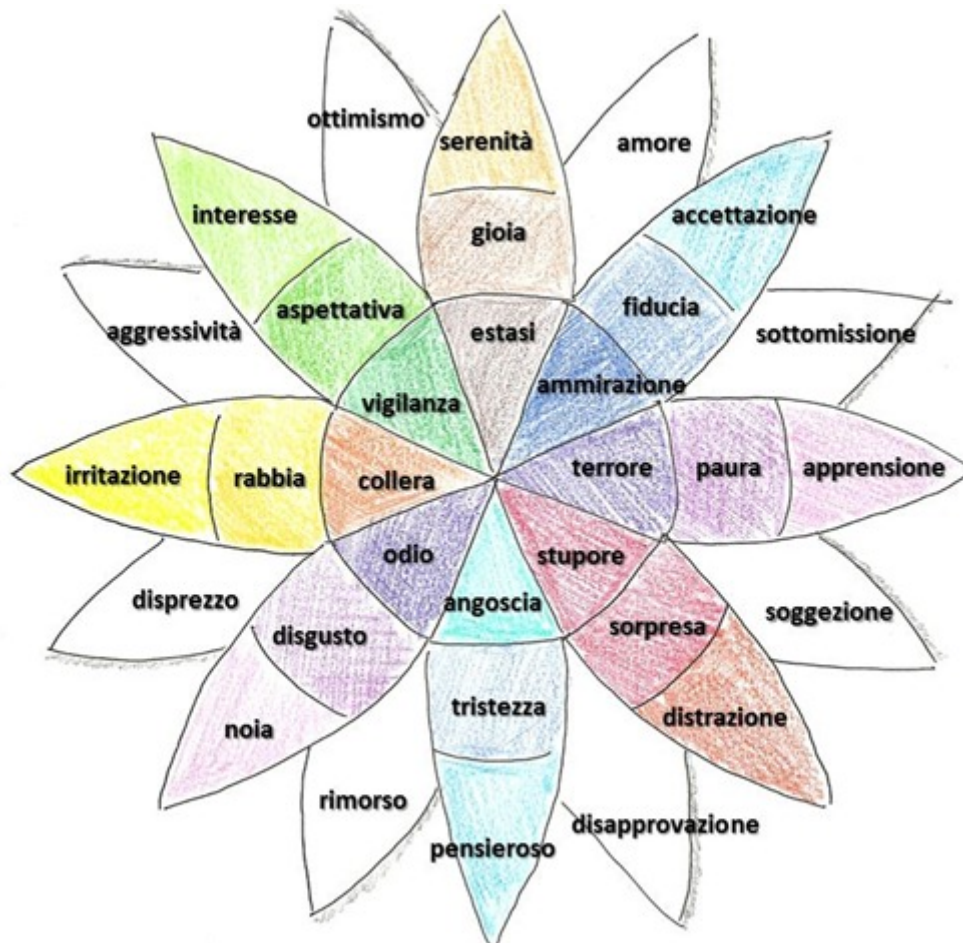 ottimismo
serenità
amore
interesse
accettazione
gioia
aspettativa
fiducia
aggressività
estasi
sottomissione
vigilanza
ammirazione
irritazione
rabbia
collera
terrore
paura
apprensione
odio
stupore
disprezzo
angoscia
soggezione
disgusto
sorpresa
noia
tristezza
distrazione
rimorso
disapprovazione
pensieroso